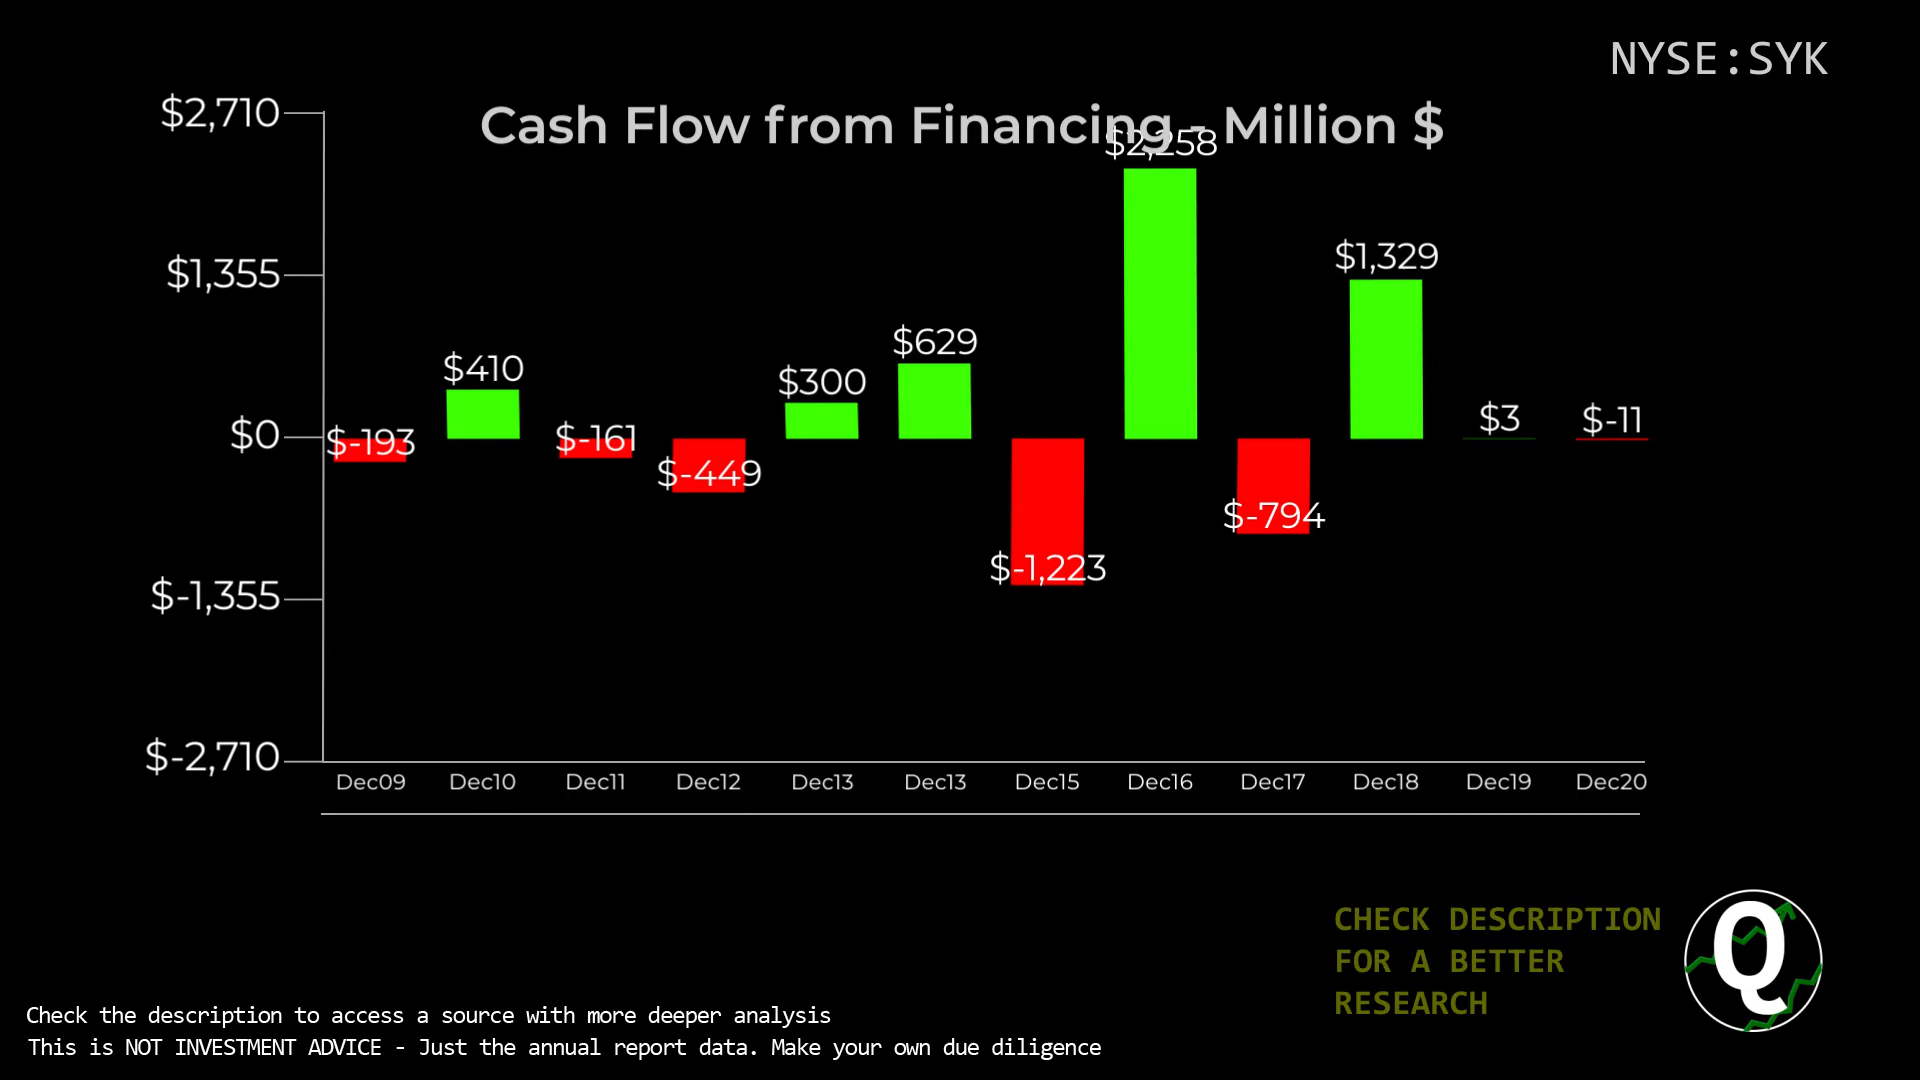 NYSE:SYK
Cash Flow from Financing - Million $
$2,710
$1,355
$0
$-1,355
$-2,710
$-193
$410
$-161
$-449
$300
$629
$-1,223
$2,258
$-794
$1,329
$3
$-11
Dec09 Dec10 Dec11 Dec12 Dec13 Dec13 Dec15 Dec16 Dec17 Dec18 Dec19 Dec20
CHECK DESCRIPTION
FOR A BETTER
RESEARCH
Q
Check the description to access a source with more deeper analysis
This is NOT INVESTMENT ADVICE - Just the annual report data. Make your own due diligence